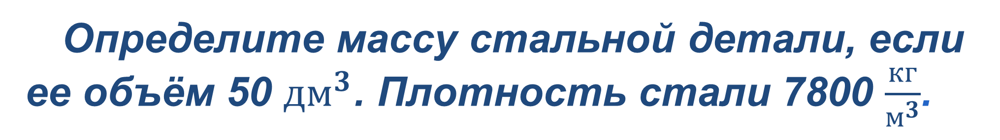 Определите массу стальной детали, если
ее объём 50 дм³. Плотность стали 7800 кг/м³.